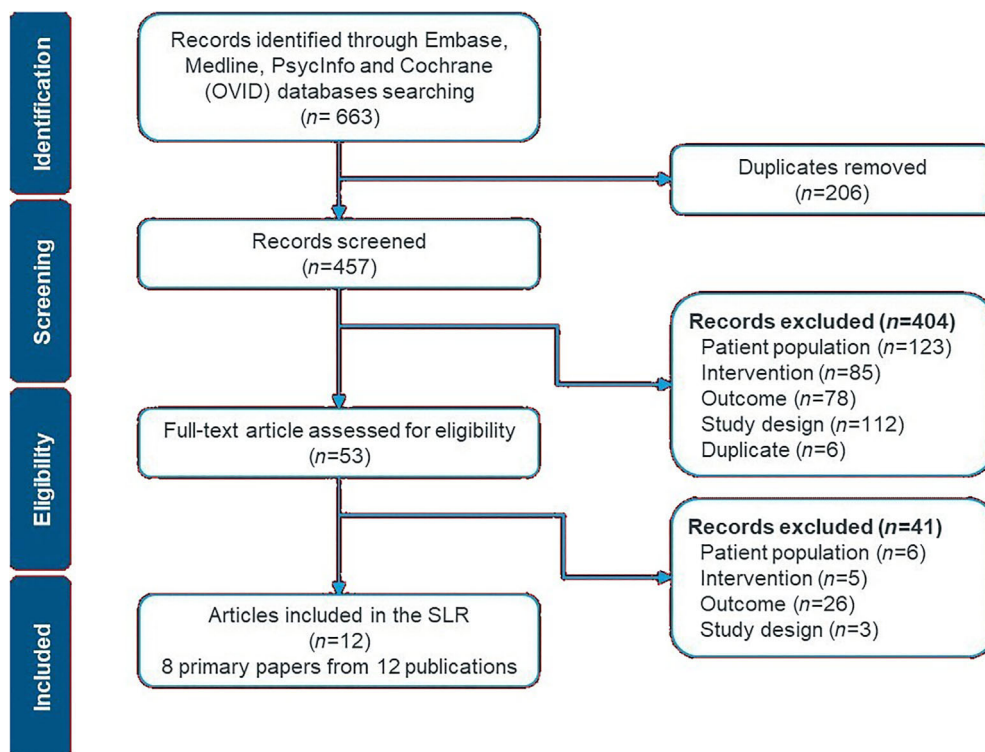 Identification
Records identified through Embase,
Medline, PsycInfo and Cochrane
(OVID) databases searching
(n= 663)
Duplicates removed
(n=206)
Screening
Records screened
(n=457)
Records excluded (n=404)
Patient population (n=123)
Intervention (n=85)
Outcome (n=78)
Study design (n=112)
Duplicate (n=6)
Eligibility
Full-text article assessed for eligibility
(n=53)
Records excluded (n=41)
Patient population (n=6)
Intervention (n=5)
Outcome (n=26)
Study design (n=3)
Included
Articles included in the SLR
(n=12)
8 primary papers from 12 publications